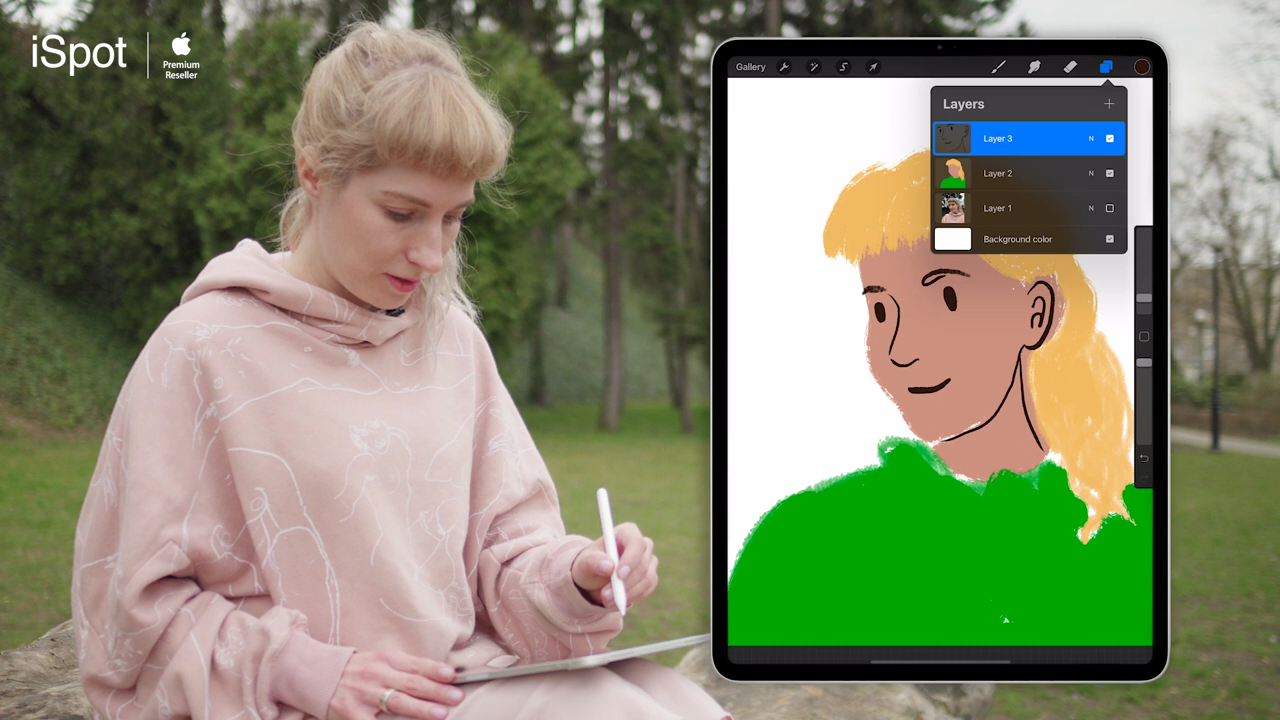 iSpot
Premium
Reseller
Gallery
Layers
Layer 3 N
Layer 2 N
Layer 1 N
Background color